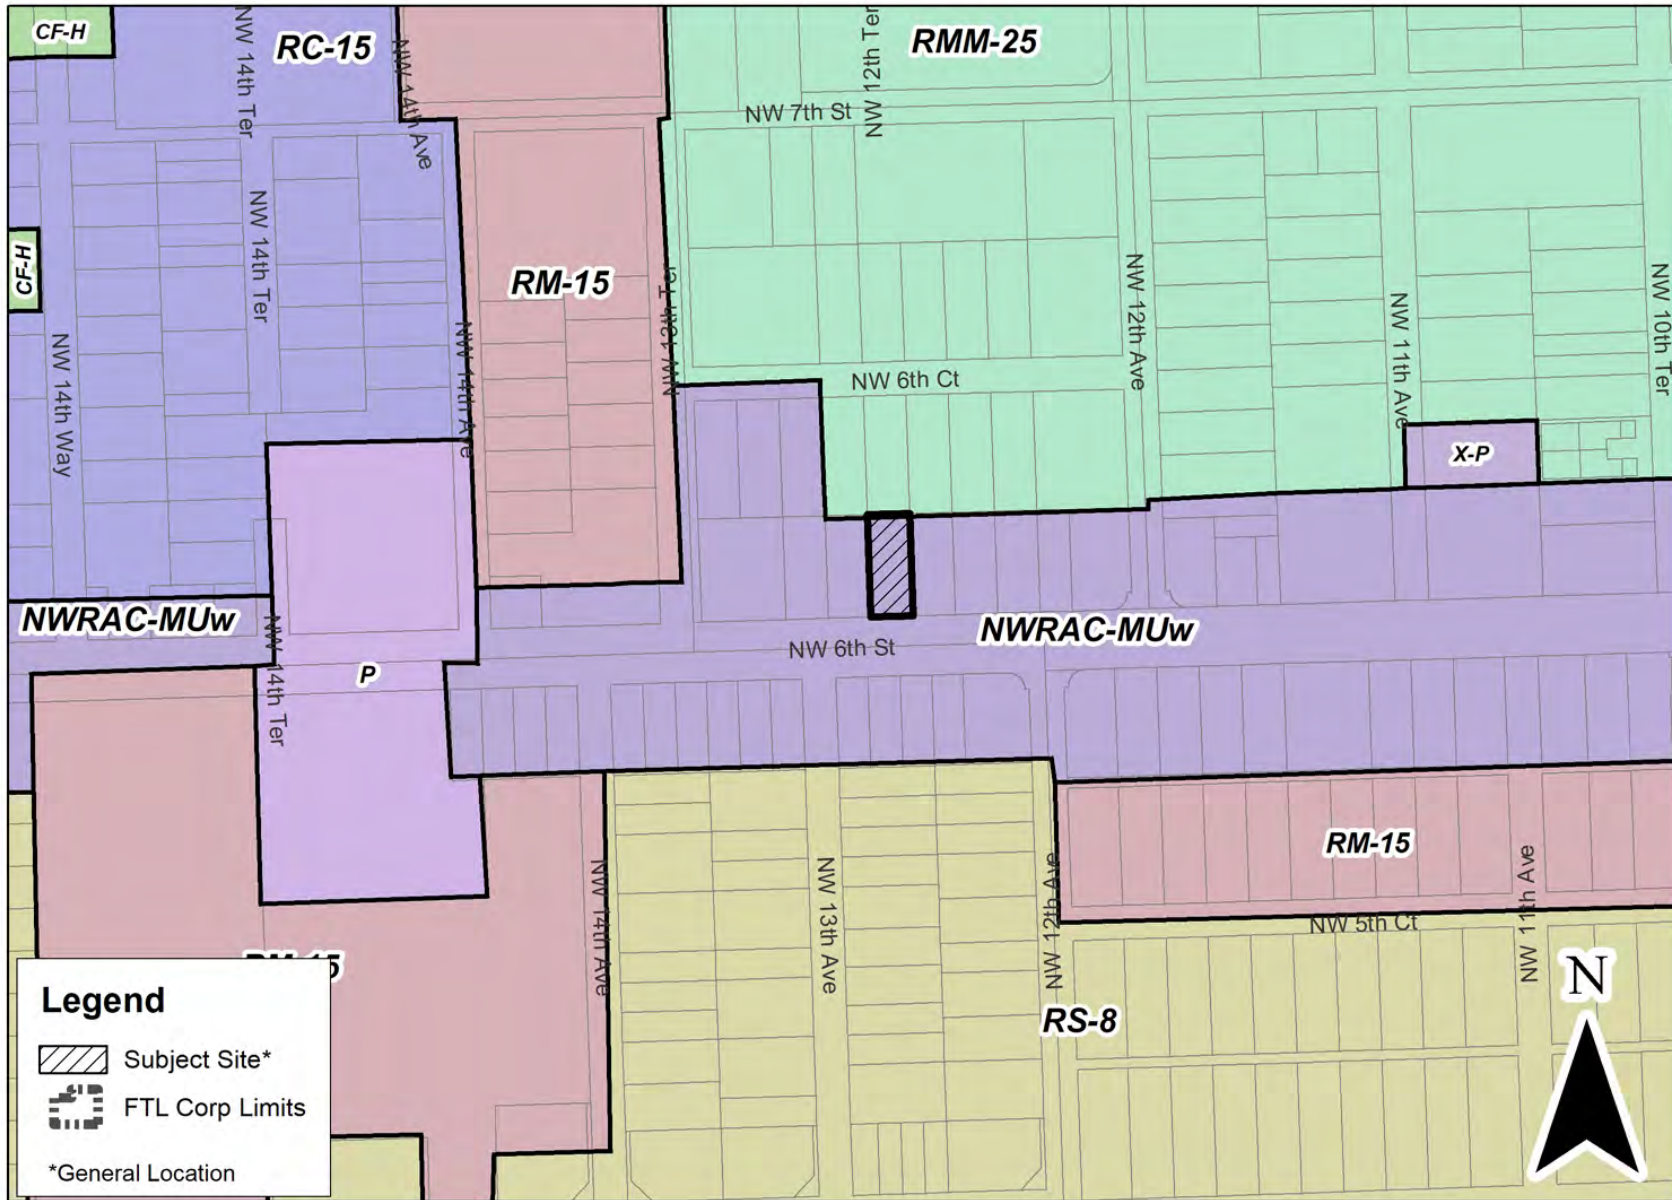 CF-H
RC-15
RMM-25
NW 14th Ter
NW 14th Ave
NW 12th Ter
NW 7th St
CF-H
NW 14th Ter
RM-15
NW 13th Ter
NW 12th Ave
NW 11th Ave
NW 10th Ter
NW 14th Way
NW 14th Ave
NW 6th Ct
X-P
NWRAC-MUw
NW 14th Ter
P
NW 6th St
NWRAC-MUw
RM-15
NW 14th Ave
NW 13th Ave
NW 12th Ave
NW 11th Ave
NW 5th Ct
RM-15
RS-8
N
Legend
Subject Site*
FTL Corp Limits
*General Location